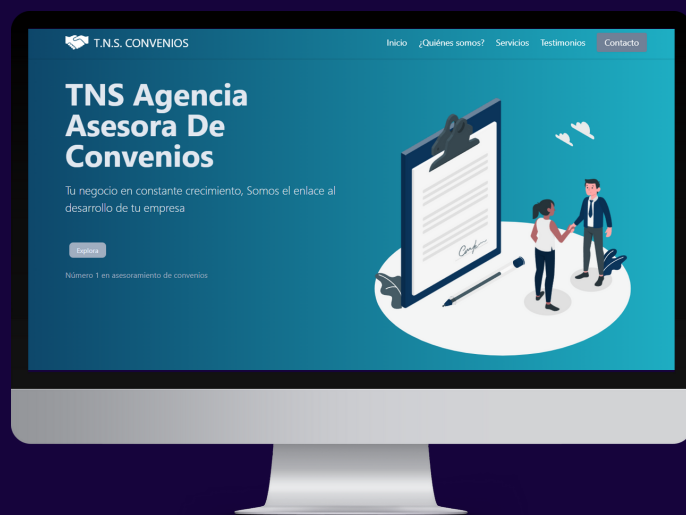 T.N.S. CONVENIOS
Inicio ¿Quiénes somos? Servicios Testimonios Contacto
TNS Agencia
Asesora De
Convenios
Tu negocio en constante crecimiento, Somos el enlace al
desarrollo de tu empresa
Explora
Número 1 en asesoramiento de convenios